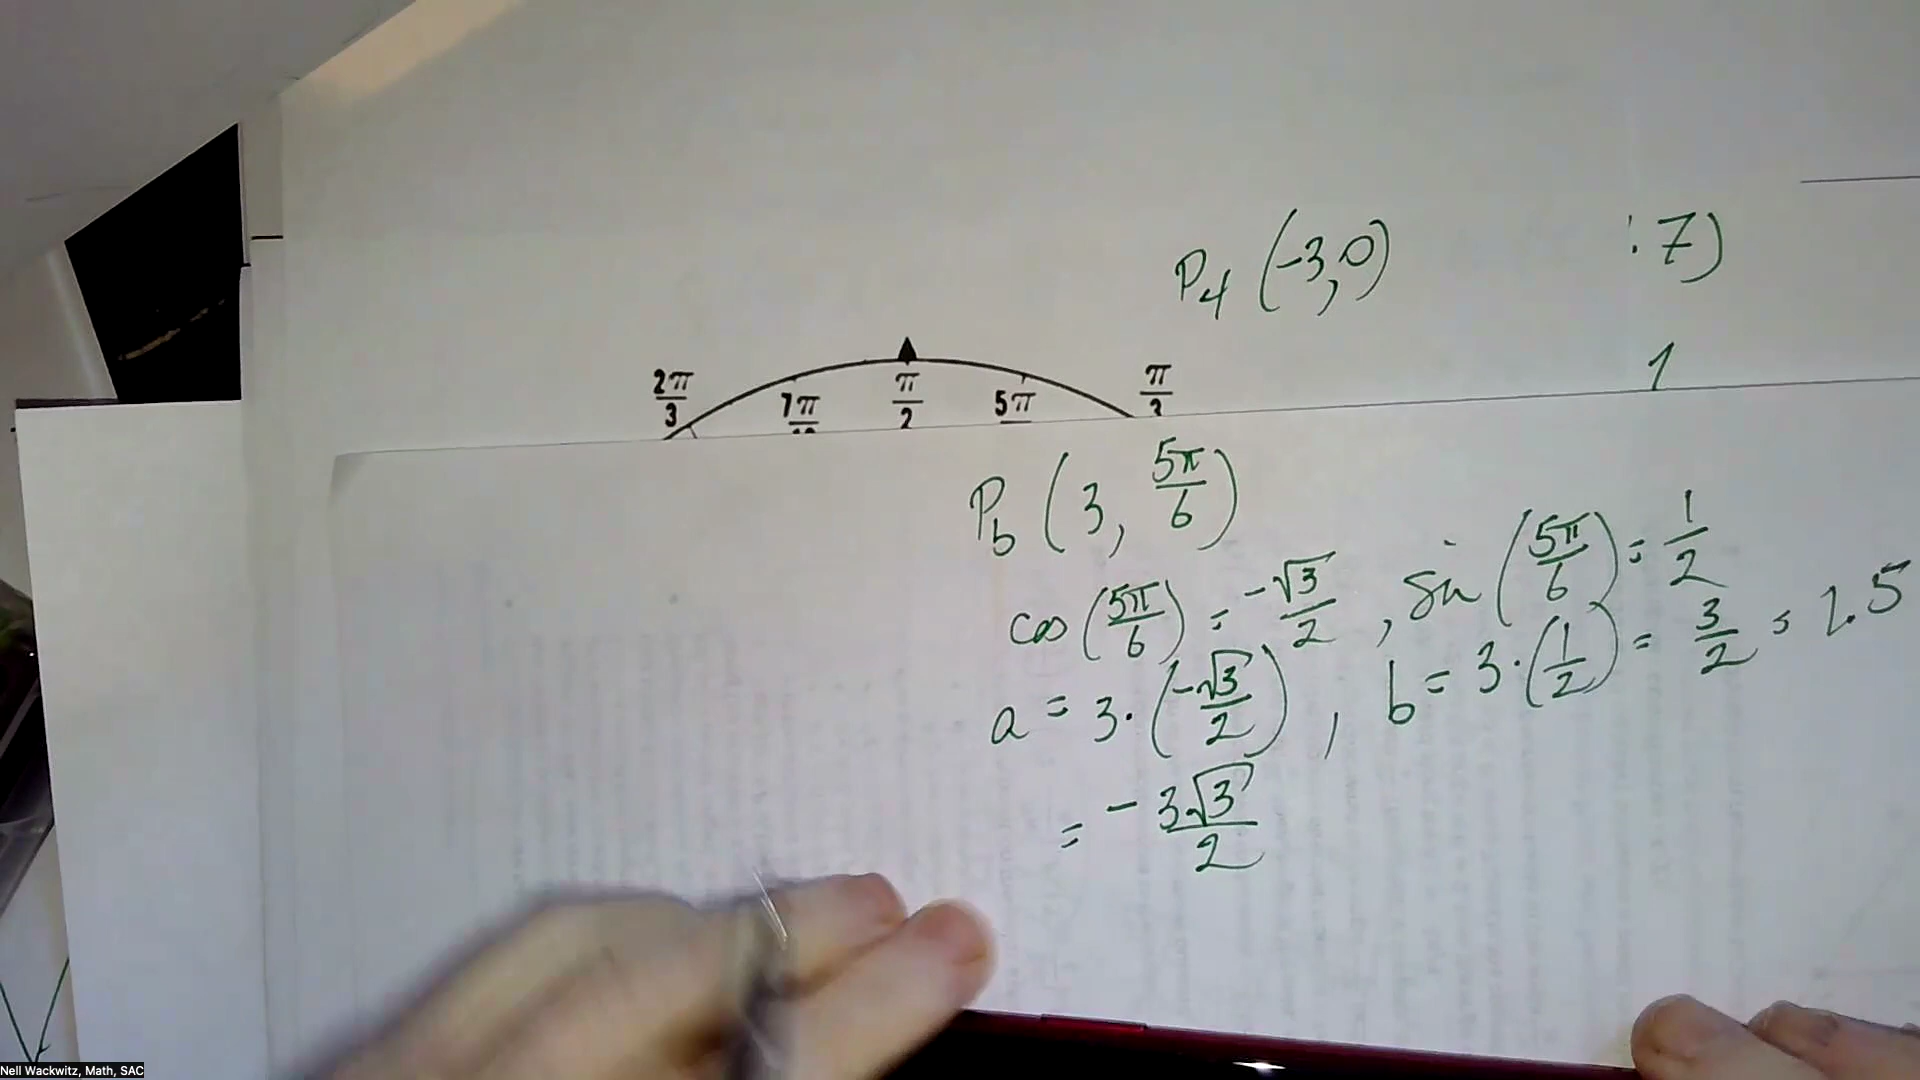 P4 (-3,0)
:7)
1
2π/3 7π π/2 5π π/3
P6 (3, 5π/6)
cos (5π/6) = -√3/2 , sin (5π/6) = 1/2
a = 3·(-√3/2) , b = 3·(1/2) = 3/2 = 1.5
= -3√3/2
Nell Wackwitz, Math, SAC